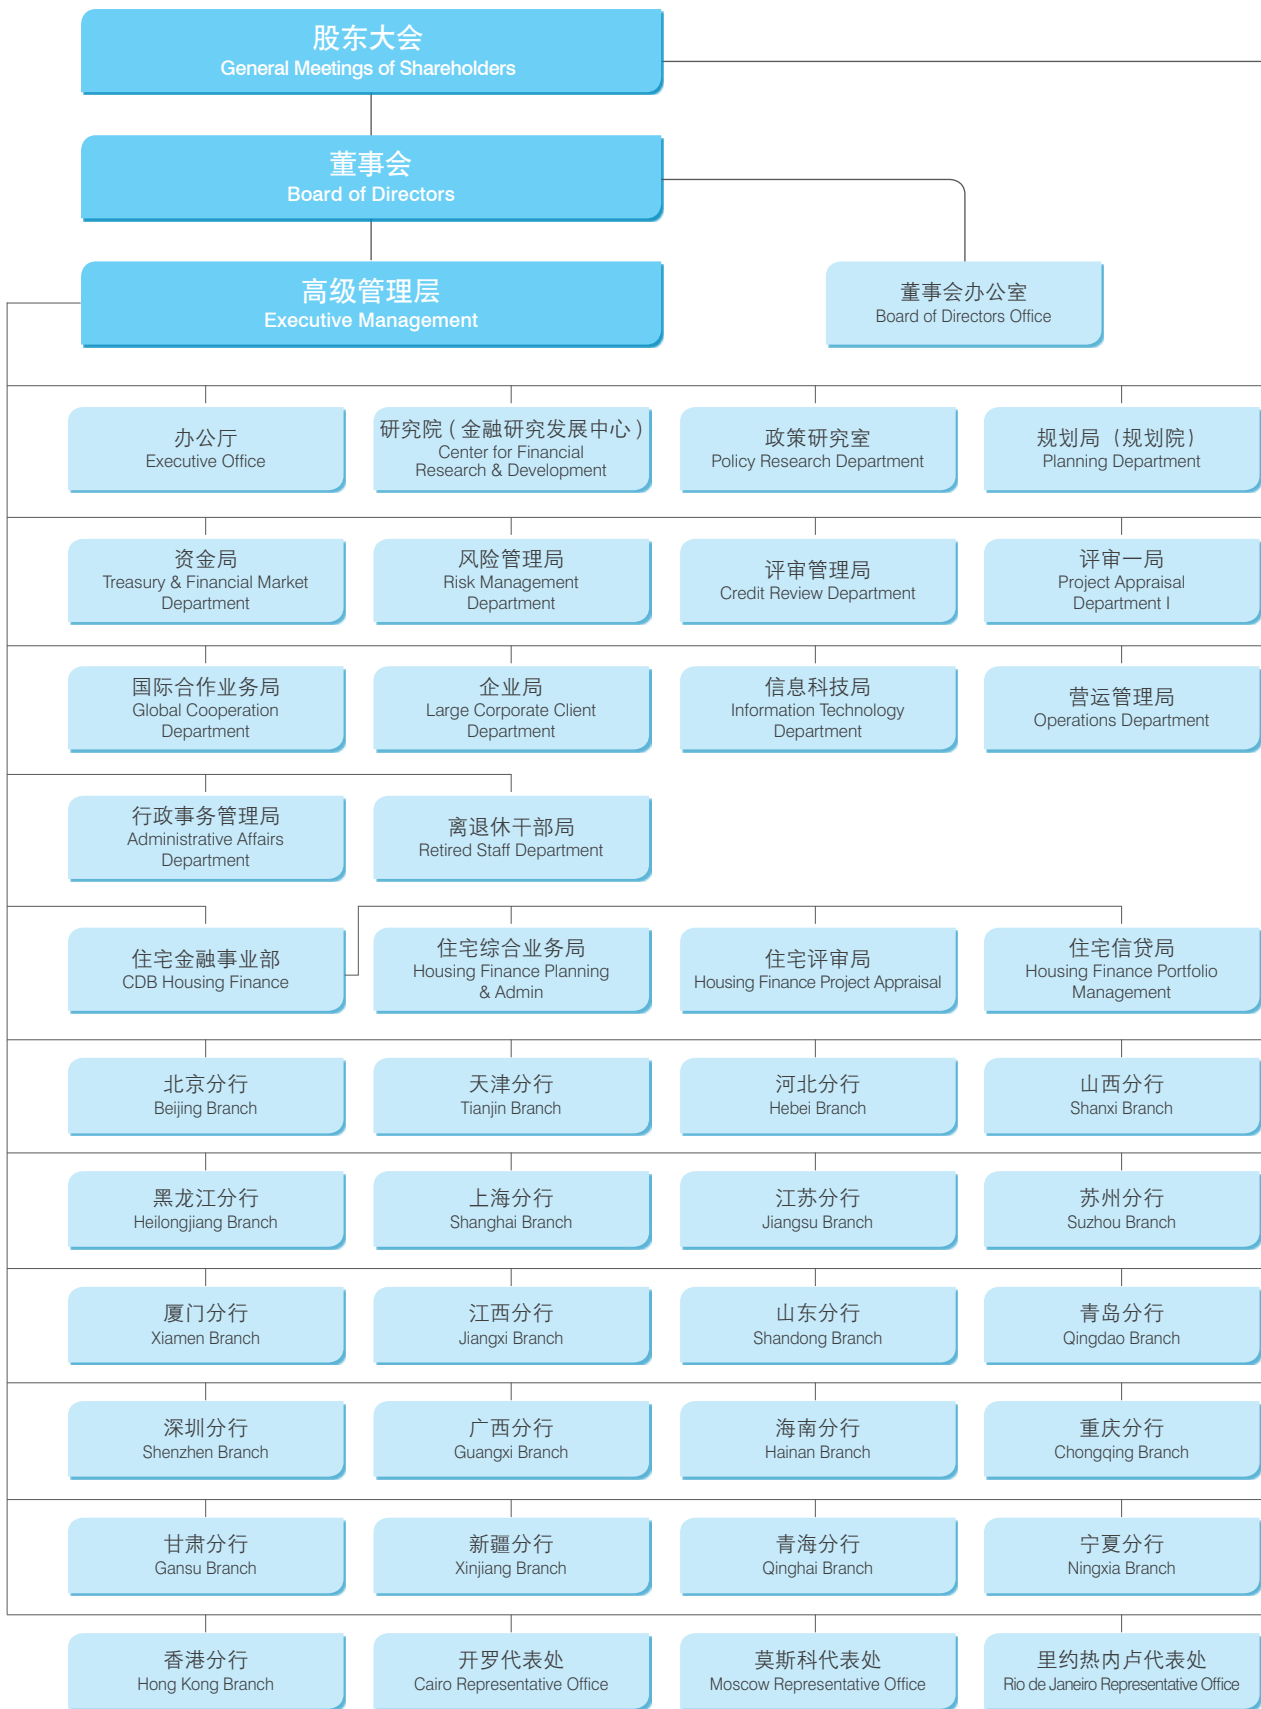 股东大会
General Meetings of Shareholders
董事会
Board of Directors
高级管理层
Executive Management
董事会办公室
Board of Directors Office
办公厅
Executive Office
研究院（金融研究发展中心）
Center for Financial
Research & Development
政策研究室
Policy Research Department
规划局（规划院）
Planning Department
资金局
Treasury & Financial Market
Department
风险管理局
Risk Management
Department
评审管理局
Credit Review Department
评审一局
Project Appraisal
Department I
国际合作业务局
Global Cooperation
Department
企业局
Large Corporate Client
Department
信息科技局
Information Technology
Department
营运管理局
Operations Department
行政事务管理局
Administrative Affairs
Department
离退休干部局
Retired Staff Department
住宅金融事业部
CDB Housing Finance
住宅综合业务局
Housing Finance Planning
& Admin
住宅评审局
Housing Finance Project Appraisal
住宅信贷局
Housing Finance Portfolio
Management
北京分行
Beijing Branch
天津分行
Tianjin Branch
河北分行
Hebei Branch
山西分行
Shanxi Branch
黑龙江分行
Heilongjiang Branch
上海分行
Shanghai Branch
江苏分行
Jiangsu Branch
苏州分行
Suzhou Branch
厦门分行
Xiamen Branch
江西分行
Jiangxi Branch
山东分行
Shandong Branch
青岛分行
Qingdao Branch
深圳分行
Shenzhen Branch
广西分行
Guangxi Branch
海南分行
Hainan Branch
重庆分行
Chongqing Branch
甘肃分行
Gansu Branch
新疆分行
Xinjiang Branch
青海分行
Qinghai Branch
宁夏分行
Ningxia Branch
香港分行
Hong Kong Branch
开罗代表处
Cairo Representative Office
莫斯科代表处
Moscow Representative Office
里约热内卢代表处
Rio de Janeiro Representative Office